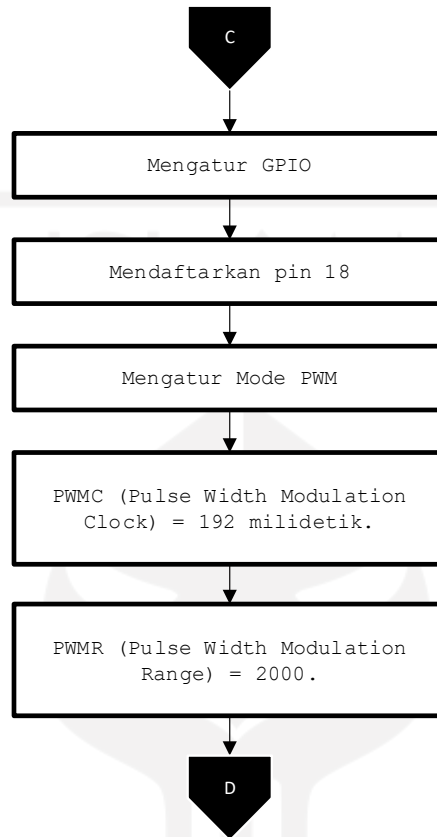 C
Mengatur GPIO
Mendaftarkan pin 18
Mengatur Mode PWM
PWMC (Pulse Width Modulation
Clock) = 192 milidetik.
PWMR (Pulse Width Modulation
Range) = 2000.
D